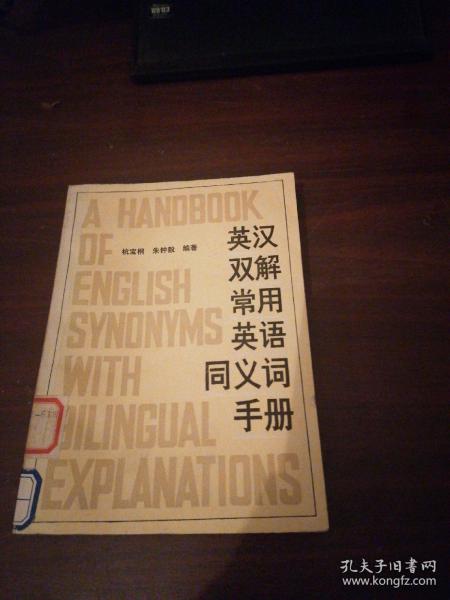 A HANDBOOK
OF
ENGLISH
SYNONYMS
WITH
BILINGUAL
EXPLANATIONS
杭宝桐 朱钟毅 编著
英汉
双解
常用
英语
同义词
手册
孔夫子旧书网
www.kongfz.com